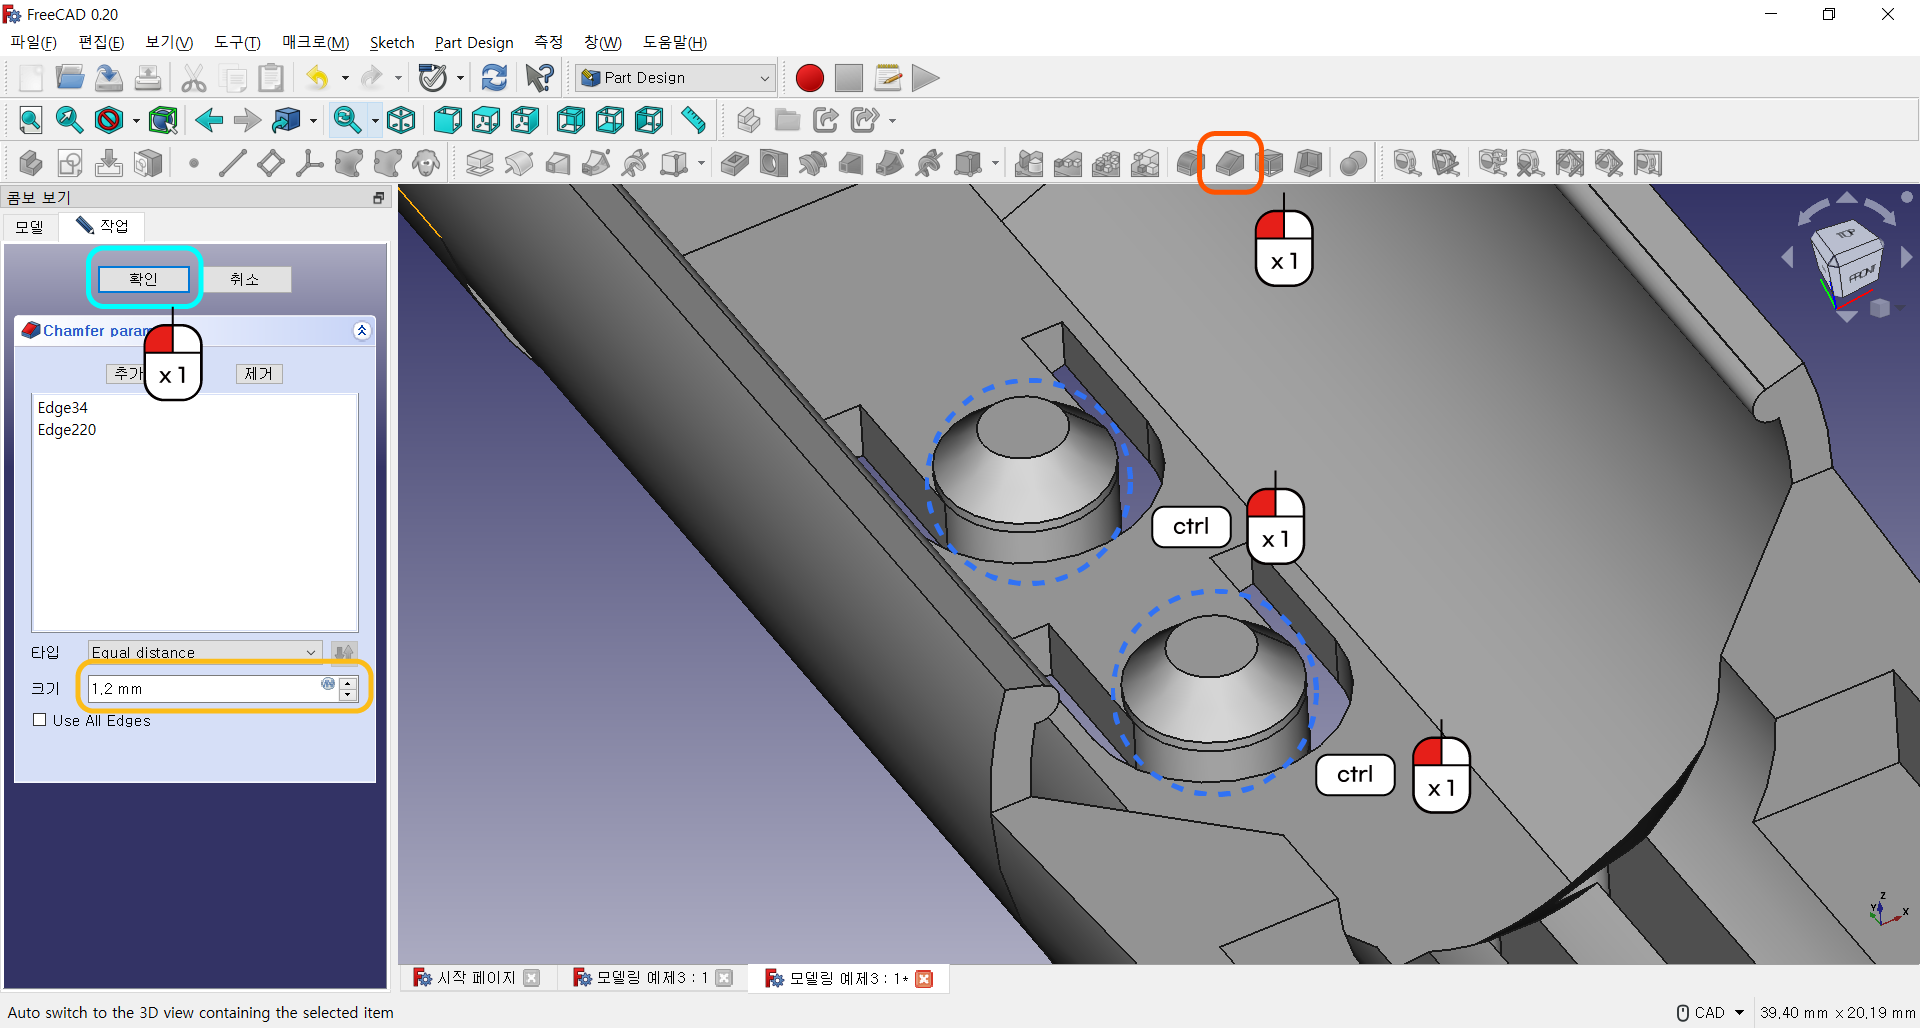 FreeCAD 0.20
파일(F) 편집(E) 보기(V) 도구(T) 매크로(M) Sketch Part Design 측정 창(W) 도움말(H)
Part Design
콤보 보기
모델 작업
확인 취소
x 1
TOP
FRONT
Chamfer param
x 1
추가 제거
Edge34
Edge220
ctrl x 1
타입 Equal distance
크기 1.2 mm
Use All Edges
ctrl x 1
Z
Y X
시작 페이지 모델링 예제3 : 1 모델링 예제3 : 1*
Auto switch to the 3D view containing the selected item CAD 39.40 mm x 20.19 mm